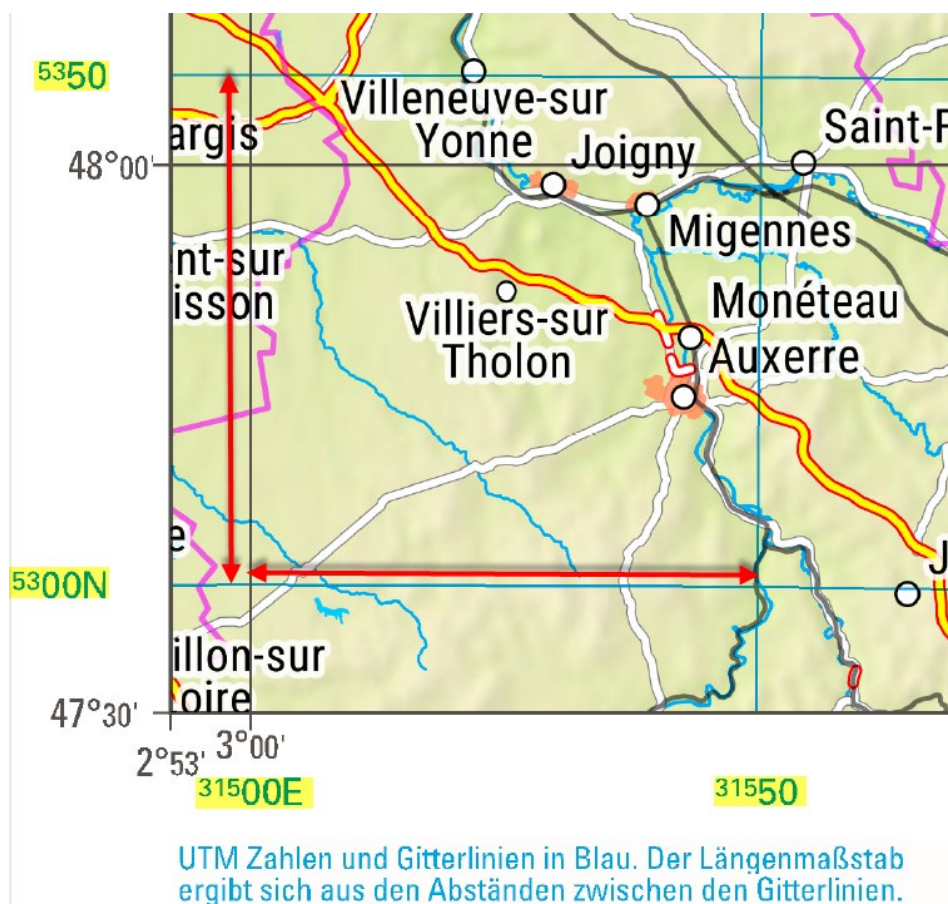 5350
Villeneuve-sur
Yonne
argis
Saint-P
48°00'
Joigny
Migennes
nt-sur
isson
Monéteau
Villiers-sur
Tholon
Auxerre
e
J
5300N
illon-sur
oire
47°30'
2°53'
3°00'
3100E
3150
UTM Zahlen und Gitterlinien in Blau. Der Längenmaßstab
ergibt sich aus den Abständen zwischen den Gitterlinien.